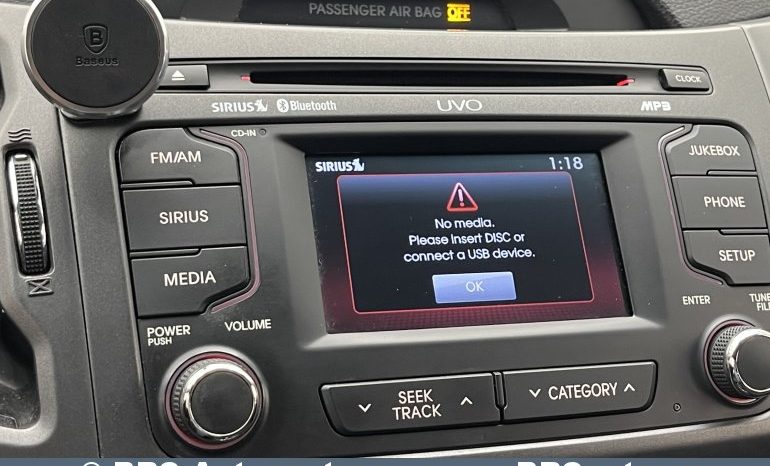 PASSENGER AIR BAG OFF
Baseus
CLOCK
SIRIUS Bluetooth UVO MP3
CD-IN
FM/AM
SIRIUS
MEDIA
SIRIUS 1:18
No media.
Please insert DISC or
connect a USB device.
OK
JUKEBOX
PHONE
SETUP
POWER
PUSH
VOLUME
ENTER
SEEK
TRACK
CATEGORY